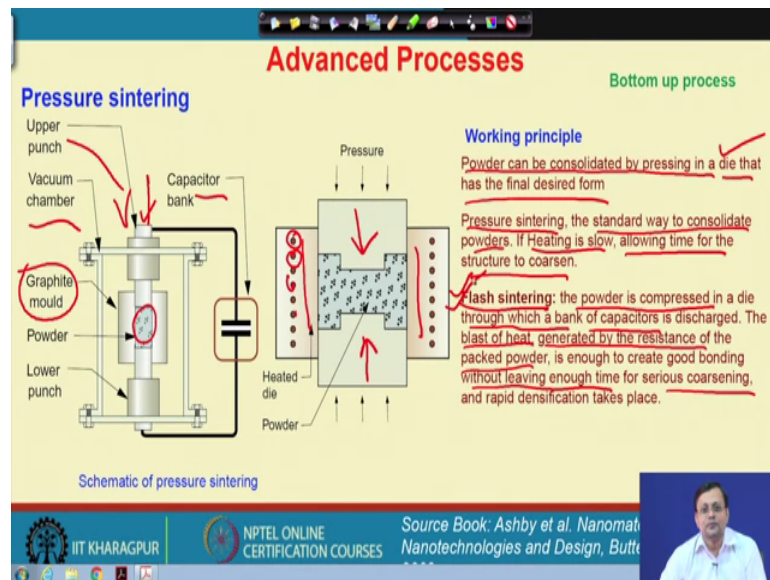 Advanced Processes
Bottom up process
Pressure sintering
Upper
punch
Vacuum
chamber
Graphite
mould
Powder
Lower
punch
Capacitor
bank
Schematic of pressure sintering
Pressure
Heated
die
Powder
Working principle
Powder can be consolidated by pressing in a die that
has the final desired form
Pressure sintering, the standard way to consolidate
powders. If Heating is slow, allowing time for the
structure to coarsen.
Flash sintering: the powder is compressed in a die
through which a bank of capacitors is discharged. The
blast of heat, generated by the resistance of the
packed powder, is enough to create good bonding
without leaving enough time for serious coarsening,
and rapid densification takes place.
IIT KHARAGPUR
NPTEL ONLINE
CERTIFICATION COURSES
Source Book: Ashby et al.
Nanotechnologies and Design,